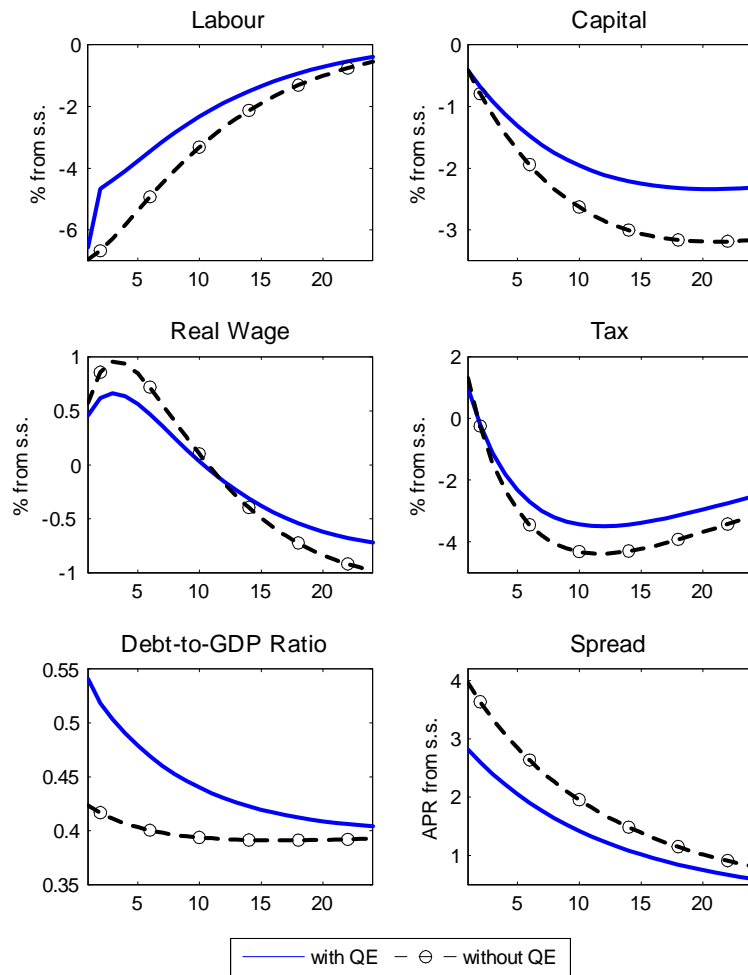 Labour
Capital
0
-2
-4
-6
% from s.s.
5 10 15 20
0
-1
-2
-3
% from s.s.
5 10 15 20
Real Wage
Tax
1
0.5
0
-0.5
-1
% from s.s.
5 10 15 20
2
0
-2
-4
% from s.s.
5 10 15 20
Debt-to-GDP Ratio
Spread
0.55
0.5
0.45
0.4
0.35
5 10 15 20
4
3
2
1
APR from s.s.
5 10 15 20
with QE
without QE